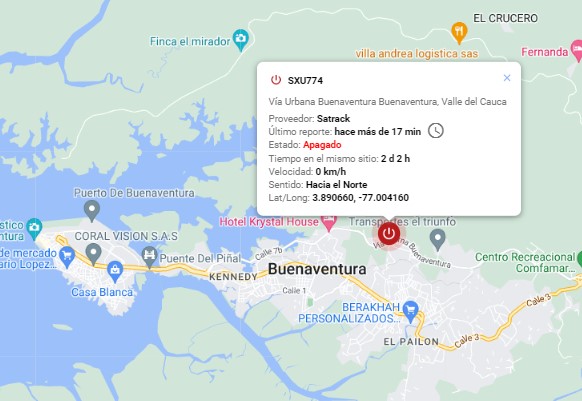 EL CRUCERO
Finca el mirador
villa andrea logistica sas
Fernanda
SXU774
Vía Urbana Buenaventura Buenaventura, Valle del Cauca
Proveedor: Satrack
Último reporte: hace más de 17 min
Estado: Apagado
Tiempo en el mismo sitio: 2 d 2 h
Velocidad: 0 km/h
Sentido: Hacia el Norte
Lat/Long: 3.890660, -77.004160
Puerto De Buenaventura
Hotel Krystal House
Transportes el triunfo
stico
ntura
CORAL VISION S.A.S
Calle 7b
Vía Urbana Buenaventura
de mercado
ario Lopez...
Puente Del Piñal
Centro Recreacional
Comfamar...
KENNEDY
Buenaventura
Casa Blanca
Calle 1
BERAKHAH
PERSONALIZADOS...
Calle 3
EL PAILON
Calle 3